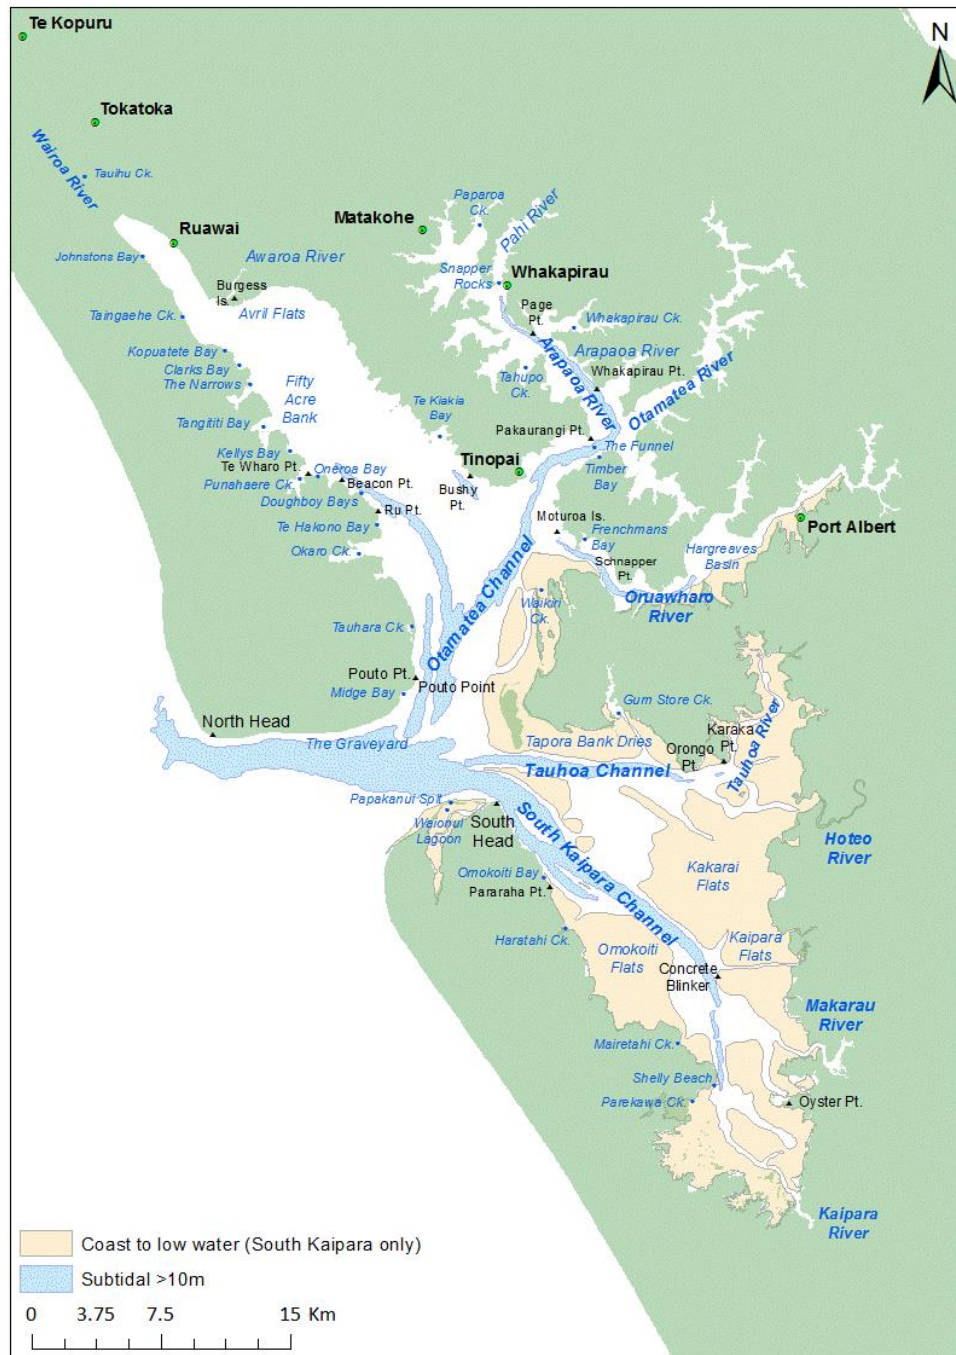 Te Kopuru
N
Tokatoka
Wairoa River
Tauihu Ck.
Paparoa
Ck.
Pahi River
Matakohe
Ruawai
Johnstons Bay
Awaroa River
Snapper
Rocks
Whakapirau
Burgess
Is.
Page
Pt.
Taingaehe Ck.
Avril Flats
Whakapirau Ck.
Arapaoa River
Arapaoa River
Kopuatete Bay
Clarks Bay
The Narrows
Whakapirau Pt.
Otamatea River
Tahupo
Ck.
Fifty
Acre
Bank
Te Kiakia
Bay
Tangititi Bay
Pakaurangi Pt.
The Funnel
Kellys Bay
Te Wharo Pt.
Oneroa Bay
Tinopai
Timber
Bay
Punahaere Ck.
Beacon Pt.
Bushy
Pt.
Doughboy Bays
Ru Pt.
Moturoa Is.
Te Hakono Bay
Frenchmans
Bay
Port Albert
Okaro Ck.
Schnapper
Pt.
Hargreaves
Basin
Otamatea Channel
Waikiri
Ck.
Oruawharo
River
Tauhara Ck.
Pouto Pt.
Pouto Point
Midge Bay
Gum Store Ck.
North Head
The Graveyard
Tapora Bank Dries
Karaka
Pt.
Orongo
Pt.
Tauhoa River
Tauhoa Channel
Papakanui Spit
Waionui
Lagoon
South
Head
South Kaipara Channel
Hoteo
River
Omokoiti Bay
Pararaha Pt.
Kakarai
Flats
Haratahi Ck.
Omokoiti
Flats
Kaipara
Flats
Concrete
Blinker
Makarau
River
Mairetahi Ck.
Shelly Beach
Parekawa Ck.
Oyster Pt.
Kaipara
River
Coast to low water (South Kaipara only)
Subtidal >10m
0 3.75 7.5 15 Km